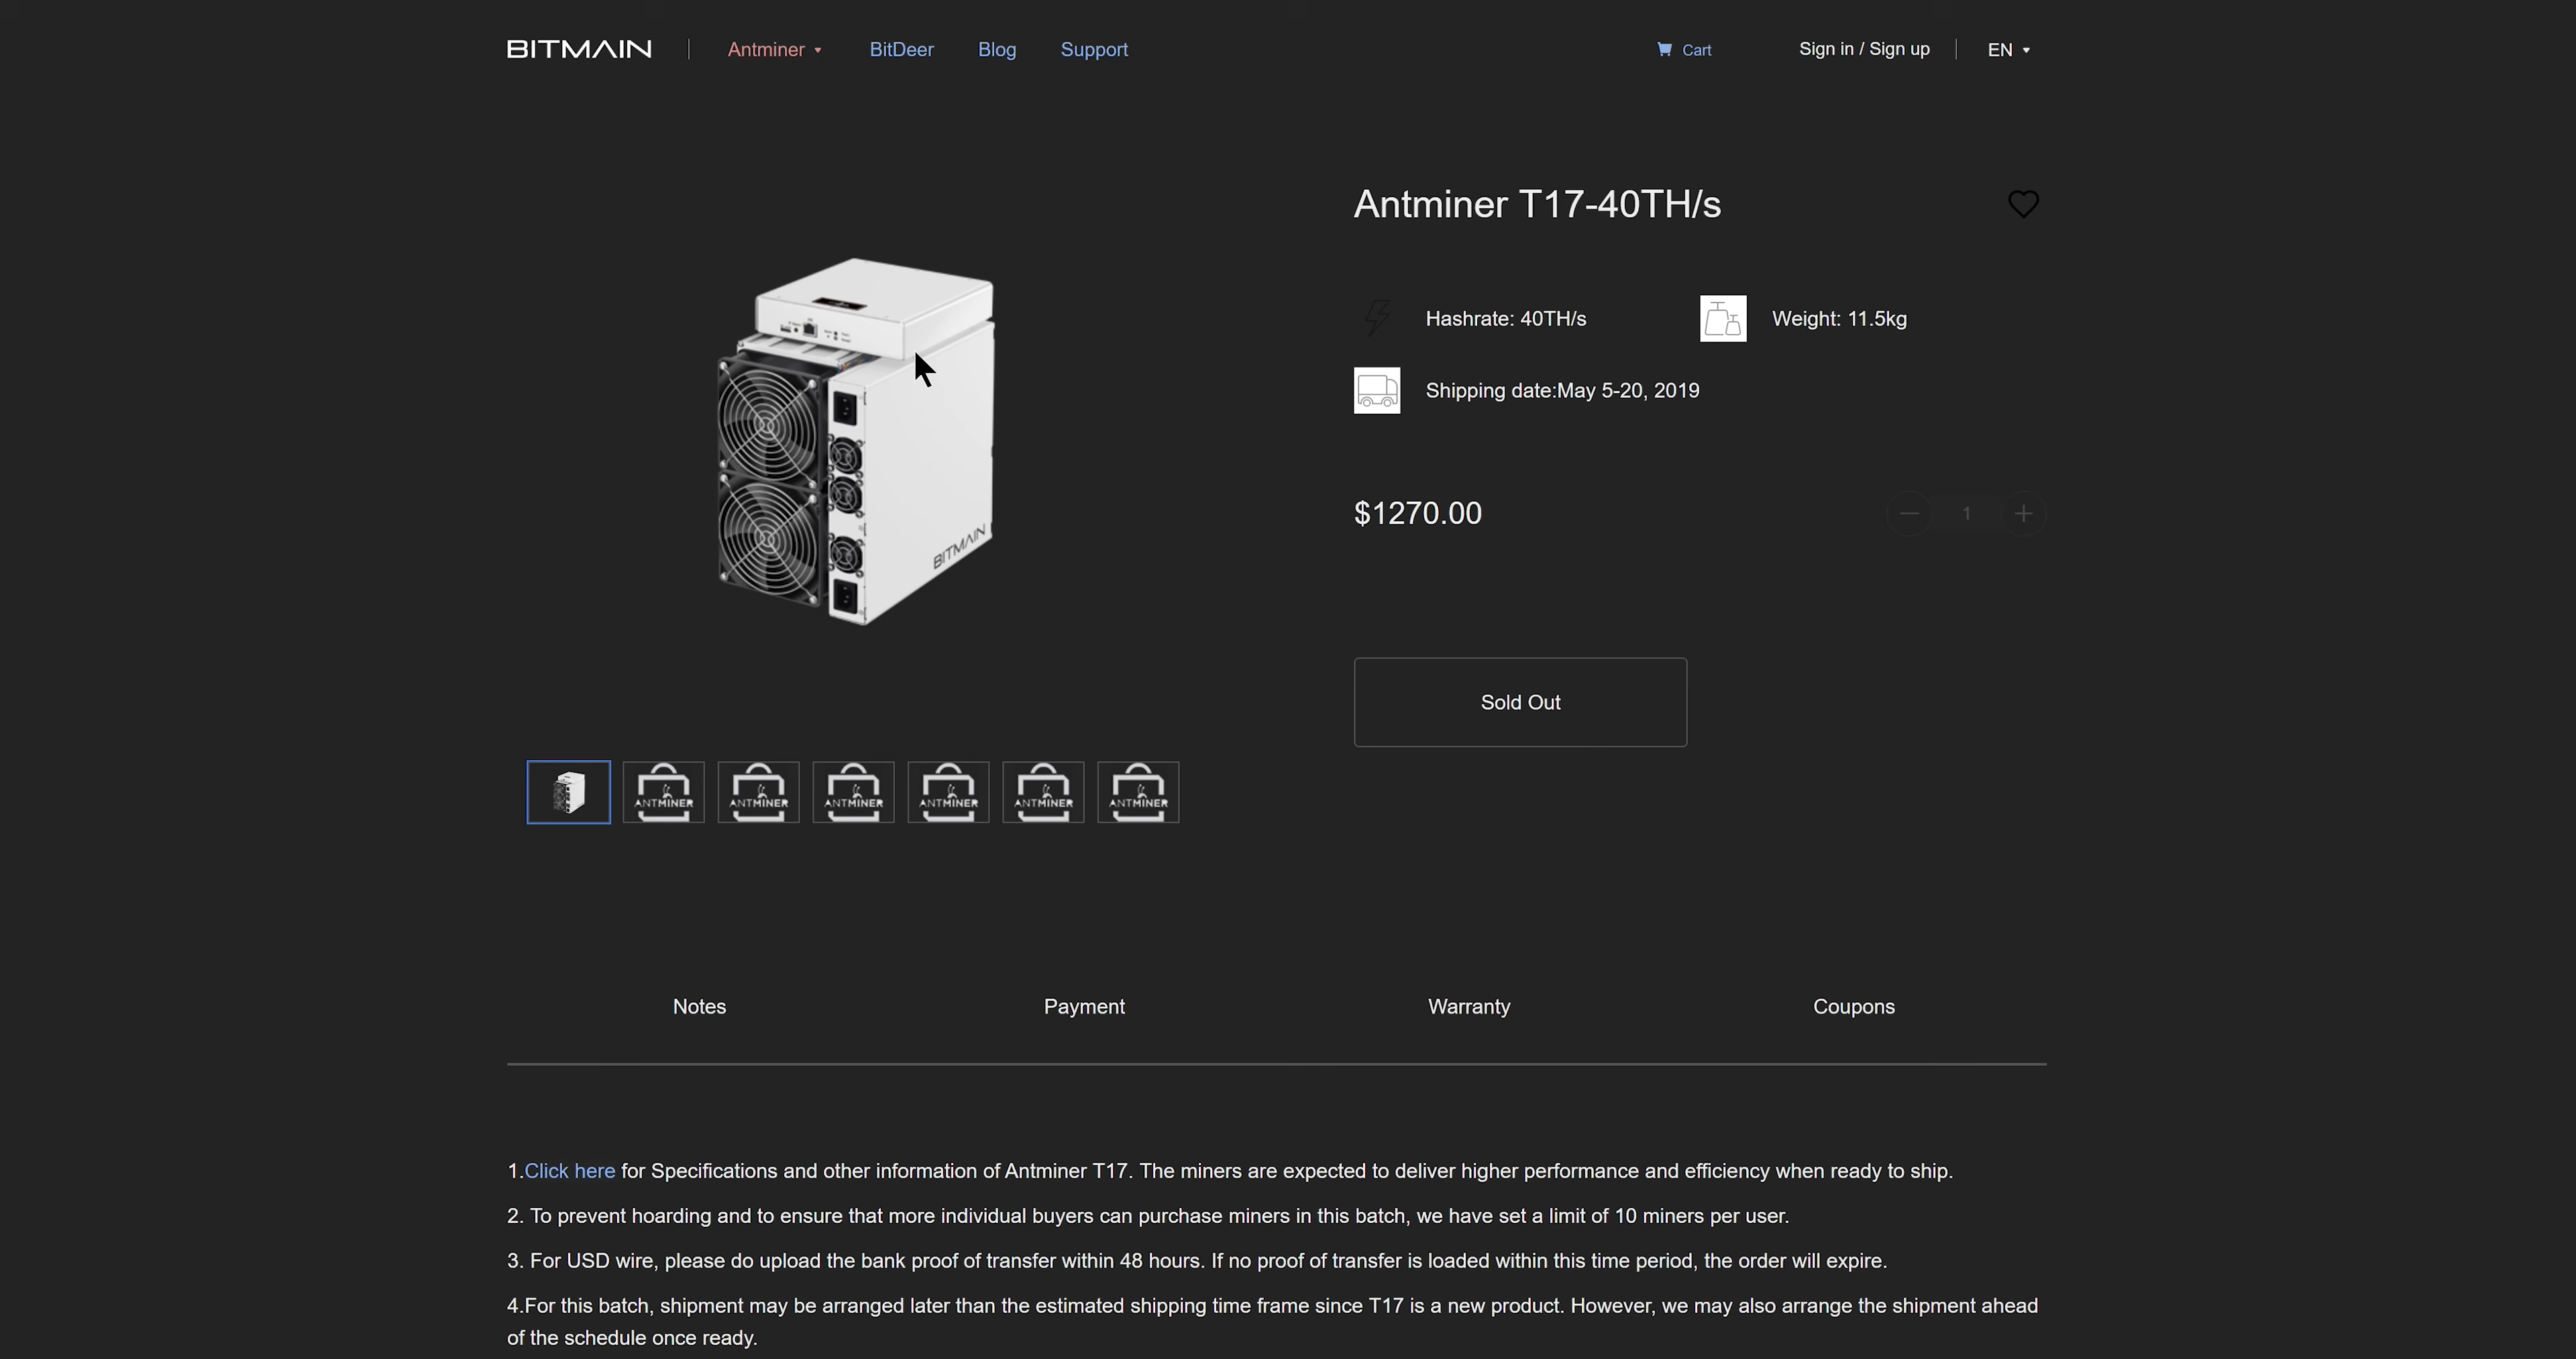 BITMAIN
Antminer
BitDeer
Blog
Support
Cart
Sign in / Sign up
EN
Antminer T17-40TH/s
Hashrate: 40TH/s
Weight: 11.5kg
Shipping date:May 5-20, 2019
$1270.00
1
BITMAIN
Sold Out
ANTMINER
ANTMINER
ANTMINER
ANTMINER
ANTMINER
ANTMINER
Notes
Payment
Warranty
Coupons
1.Click here for Specifications and other information of Antminer T17. The miners are expected to deliver higher performance and efficiency when ready to ship.
2. To prevent hoarding and to ensure that more individual buyers can purchase miners in this batch, we have set a limit of 10 miners per user.
3. For USD wire, please do upload the bank proof of transfer within 48 hours. If no proof of transfer is loaded within this time period, the order will expire.
4.For this batch, shipment may be arranged later than the estimated shipping time frame since T17 is a new product. However, we may also arrange the shipment ahead
of the schedule once ready.